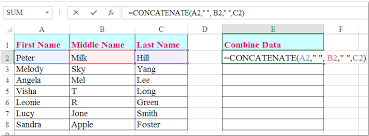 SUM =CONCATENATE(A2," ", B2," ",C2)
A B C D E F
1 First Name Middle Name Last Name Combine Data
2 Peter Milk Hill =CONCATENATE(A2," ", B2," ",C2)
3 Melody Sky Yang
4 Angela Mel Lee
5 Visha T Long
6 Leonie R Green
7 Lucy Jone Smith
8 Sandra Apple Foster